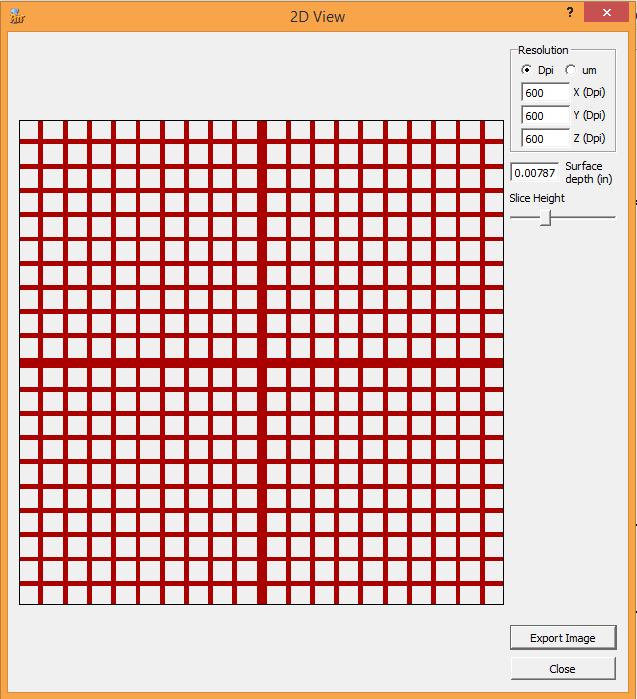 2D View
?
Resolution
Dpi
um
600 X (Dpi)
600 Y (Dpi)
600 Z (Dpi)
0.00787 Surface
depth (in)
Slice Height
Export Image
Close